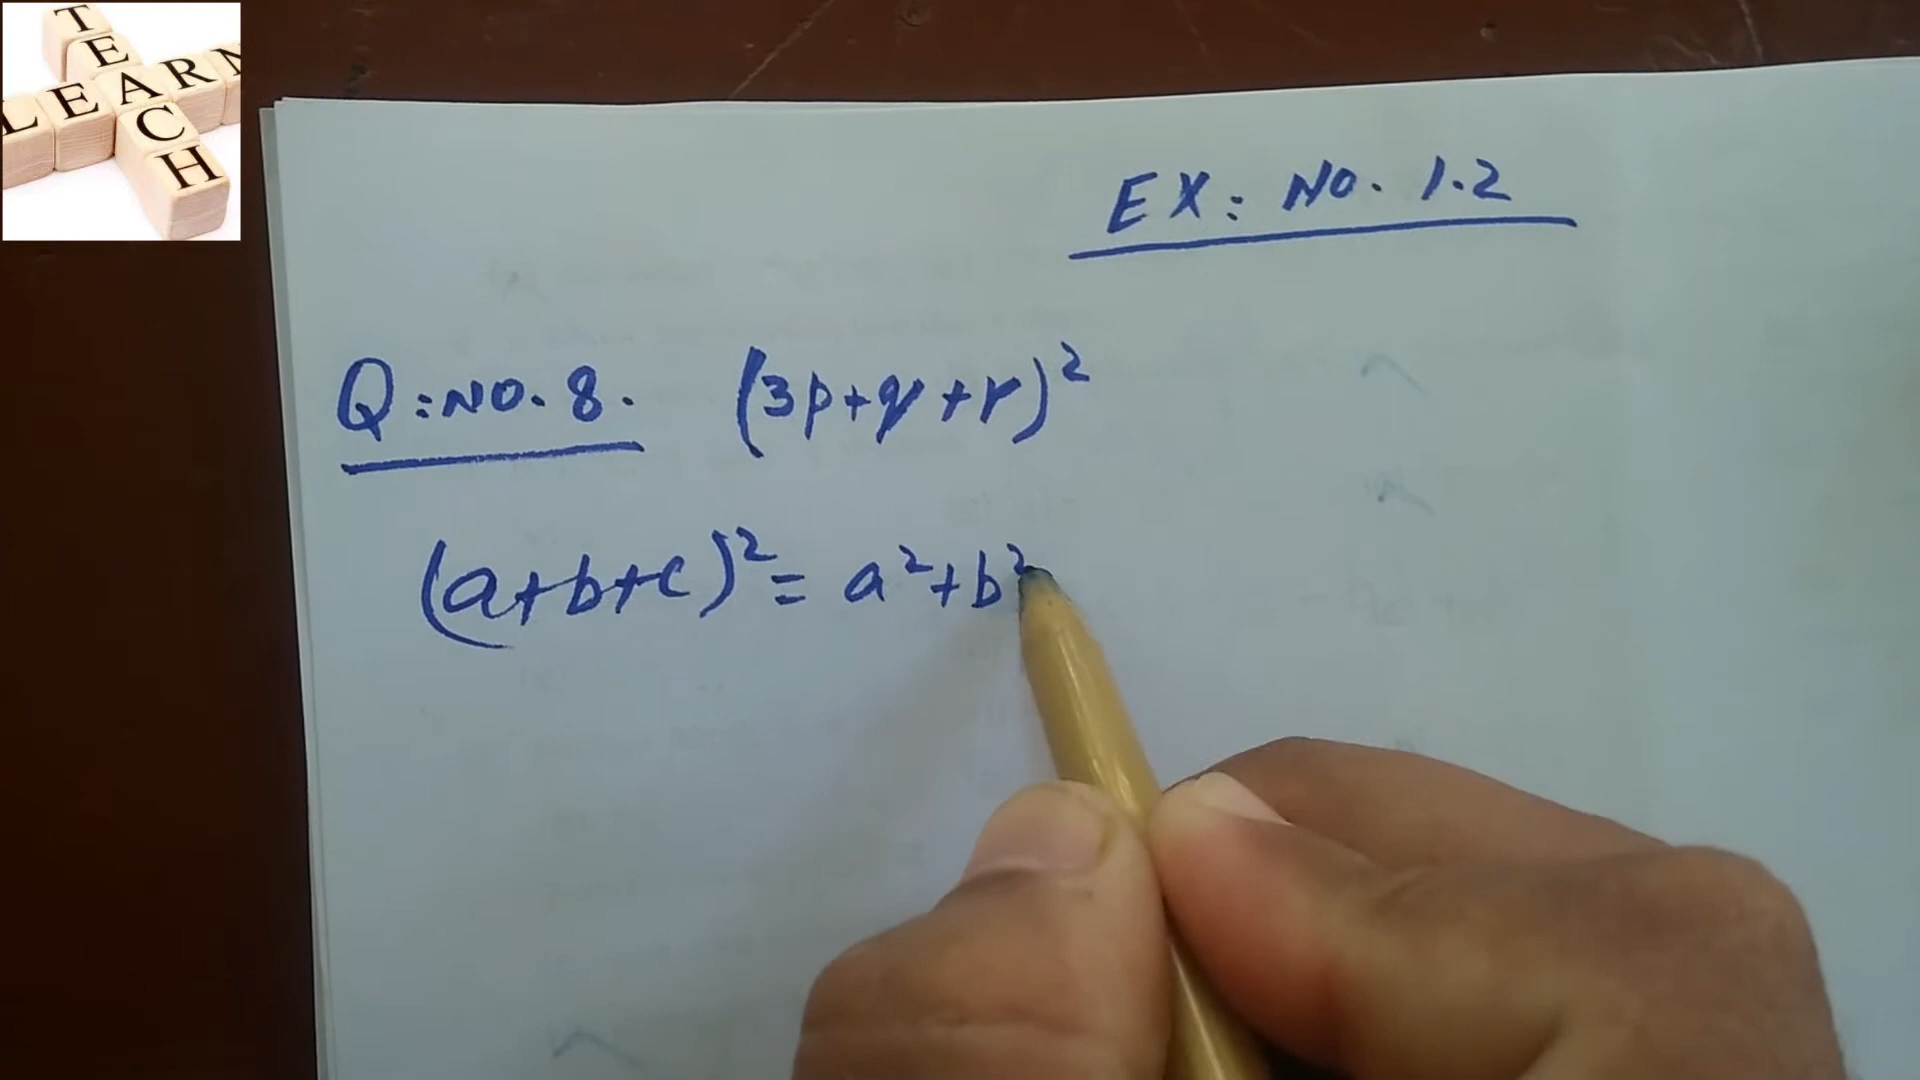 TEACH
LEARN
EX: NO. 1.2
Q:NO.8. (3p+q+r)²
(a+b+c)²= a²+b²